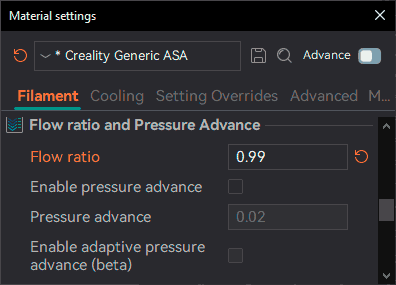 Material settings
* Creality Generic ASA
Advance
Filament Cooling Setting Overrides Advanced M...
Flow ratio and Pressure Advance
Flow ratio 0.99
Enable pressure advance
Pressure advance 0.02
Enable adaptive pressure
advance (beta)